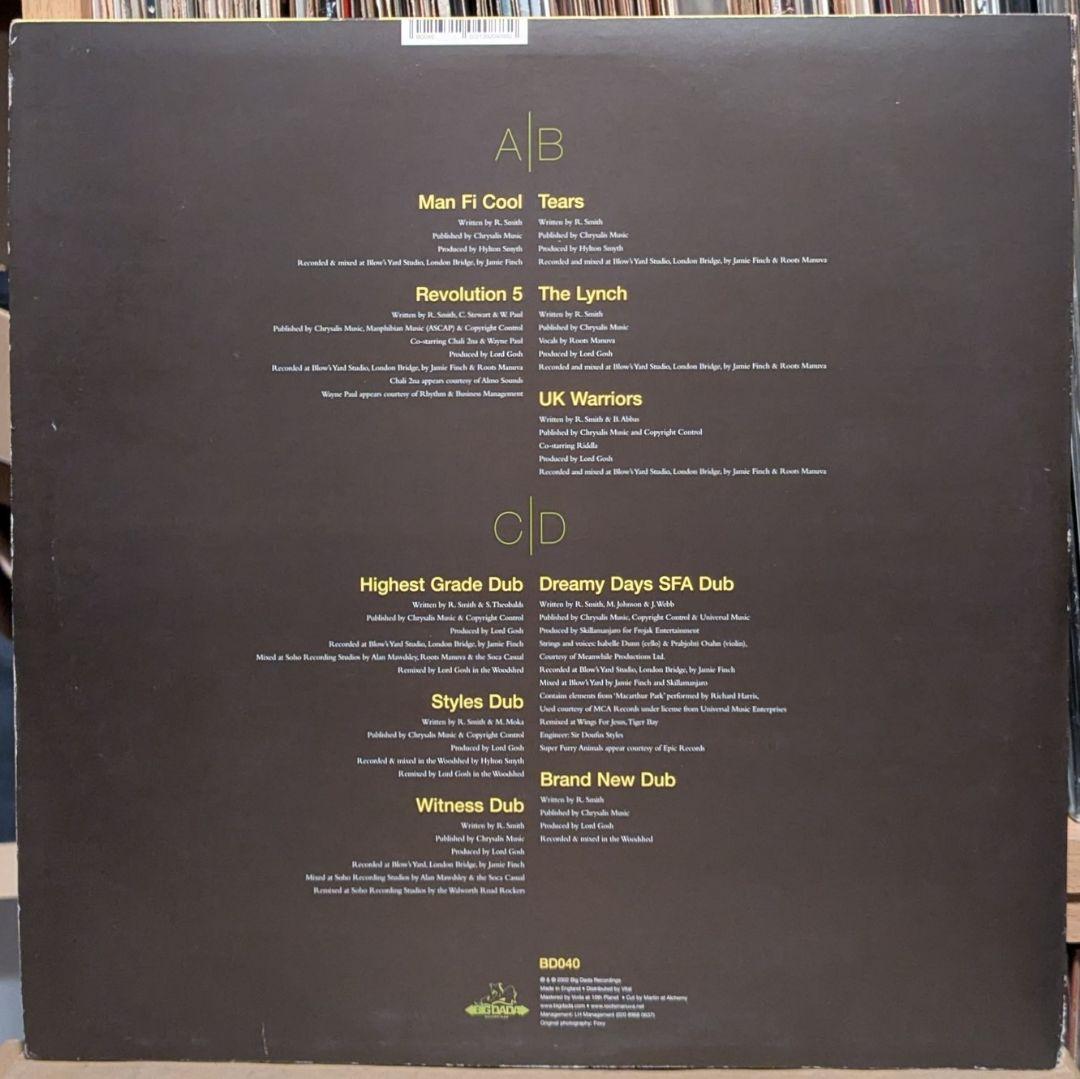 A|B
Man Fi Cool
Written by R. Smith
Published by Chrysalis Music
Produced by Hylton Smyth
Recorded & mixed at Blow's Yard Studio, London Bridge, by Jamie Finch
Revolution 5
Written by R. Smith, C. Stewart & W. Paul
Published by Chrysalis Music, Manphibian Music (ASCAP) & Copyright Control
Co-starring Chali 2na & Wayne Paul
Produced by Lord Gosh
Recorded at Blow's Yard Studio, London Bridge, by Jamie Finch & Roots Manuva
Chali 2na appears courtesy of Almo Sounds
Wayne Paul appears courtesy of Rhythm & Business Management
Tears
Written by R. Smith
Published by Chrysalis Music
Produced by Hylton Smyth
Recorded and mixed at Blow's Yard Studio, London Bridge, by Jamie Finch & Roots Manuva
The Lynch
Written by R. Smith
Published by Chrysalis Music
Vocals by Roots Manuva
Produced by Lord Gosh
Recorded and mixed at Blow's Yard Studio, London Bridge, by Jamie Finch & Roots Manuva
UK Warriors
Written by R. Smith & B. Abbas
Published by Chrysalis Music and Copyright Control
Co-starring Riddla
Produced by Lord Gosh
Recorded and mixed at Blow's Yard Studio, London Bridge, by Jamie Finch & Roots Manuva
C|D
Highest Grade Dub
Written by R. Smith & S. Theobalds
Published by Chrysalis Music & Copyright Control
Produced by Lord Gosh
Recorded at Blow's Yard Studio, London Bridge, by Jamie Finch
Mixed at Soho Recording Studios by Alan Mawdsley, Roots Manuva & the Soca Casual
Remixed by Lord Gosh in the Woodshed
Styles Dub
Written by R. Smith & M. Moka
Published by Chrysalis Music & Copyright Control
Produced by Lord Gosh
Recorded & mixed in the Woodshed by Hylton Smyth
Remixed by Lord Gosh in the Woodshed
Witness Dub
Written by R. Smith
Published by Chrysalis Music
Produced by Lord Gosh
Recorded at Blow's Yard, London Bridge, by Jamie Finch
Mixed at Soho Recording Studios by Alan Mawdsley & the Soca Casual
Remixed at Soho Recording Studios by the Walworth Road Rockers
Dreamy Days SFA Dub
Written by R. Smith, M. Johnson & J. Webb
Published by Chrysalis Music, Copyright Control & Universal Music
Produced by Skillamanjaro for Frojak Entertainment
Strings and voices: Isabelle Dunn (cello) & Prabjohti Osahn (violin),
Courtesy of Meanwhile Productions Ltd.
Recorded at Blow's Yard Studio, London Bridge, by Jamie Finch
Mixed at Blow's Yard by Jamie Finch and Skillamanjaro
Contains elements from 'Macarthur Park' performed by Richard Harris,
Used courtesy of MCA Records under license from Universal Music Enterprises
Remixed at Wings For Jesus, Tiger Bay
Engineer: Sir Doufus Styles
Super Furry Animals appear courtesy of Epic Records
Brand New Dub
Written by R. Smith
Published by Chrysalis Music
Produced by Lord Gosh
Recorded & mixed in the Woodshed
BIG DADA
BD040
℗ & © 2002 Big Dada Recordings
Made in England • Distributed by Vital
Mastered by Voda at 10th Planet • Cut by Martin at Alchemy
www.bigdada.com • www.rootsmanuva.net
Management: LH Management (020 8968 0637)
Original photography: Foxy